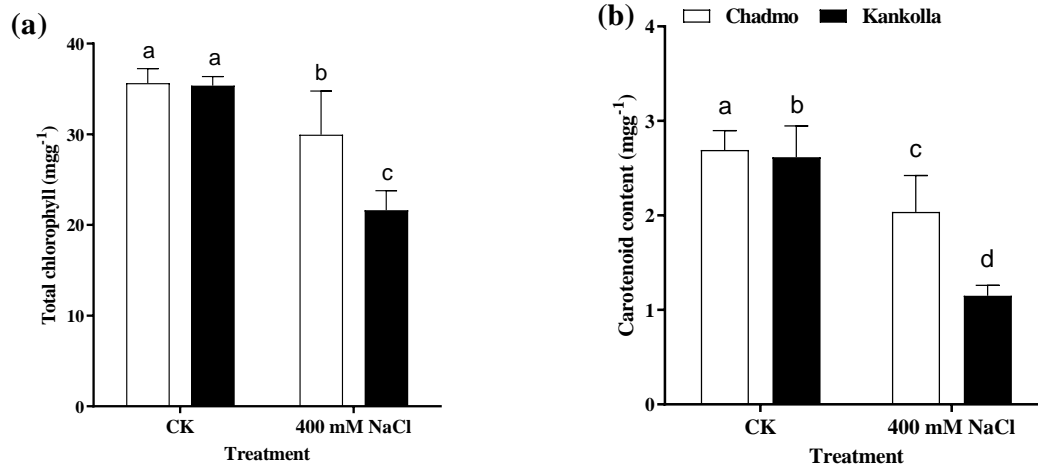 (a)
40
30
20
10
0
Total chlorophyll (mgg-1)
a
a
b
c
CK
400 mM NaCl
Treatment
(b)
Chadmo
Kankolla
4
3
2
1
0
Carotenoid content (mgg-1)
a
b
c
d
CK
400 mM NaCl
Treatment